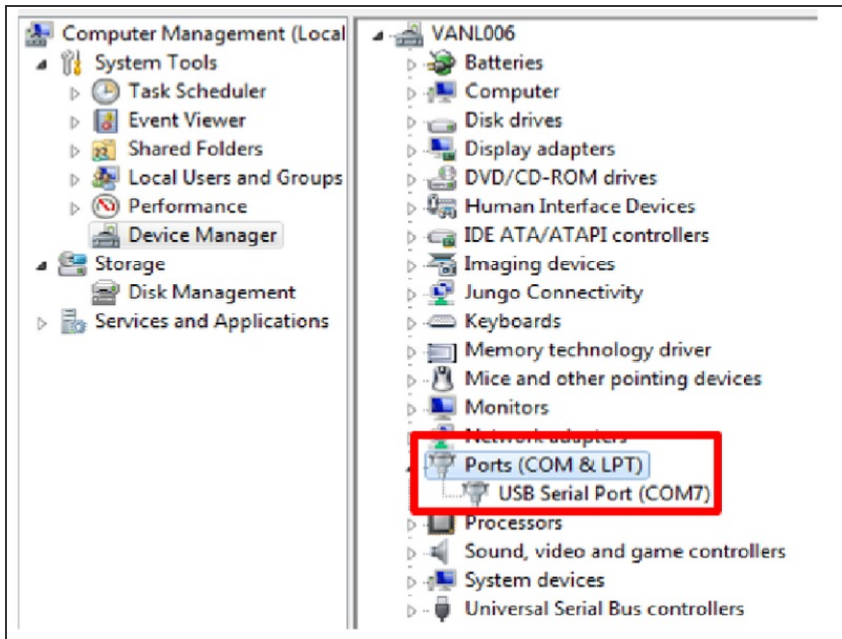 Computer Management (Local
System Tools
Task Scheduler
Event Viewer
Shared Folders
Local Users and Groups
Performance
Device Manager
Storage
Disk Management
Services and Applications
VANL006
Batteries
Computer
Disk drives
Display adapters
DVD/CD-ROM drives
Human Interface Devices
IDE ATA/ATAPI controllers
Imaging devices
Jungo Connectivity
Keyboards
Memory technology driver
Mice and other pointing devices
Monitors
Network adapters
Ports (COM & LPT)
USB Serial Port (COM7)
Processors
Sound, video and game controllers
System devices
Universal Serial Bus controllers